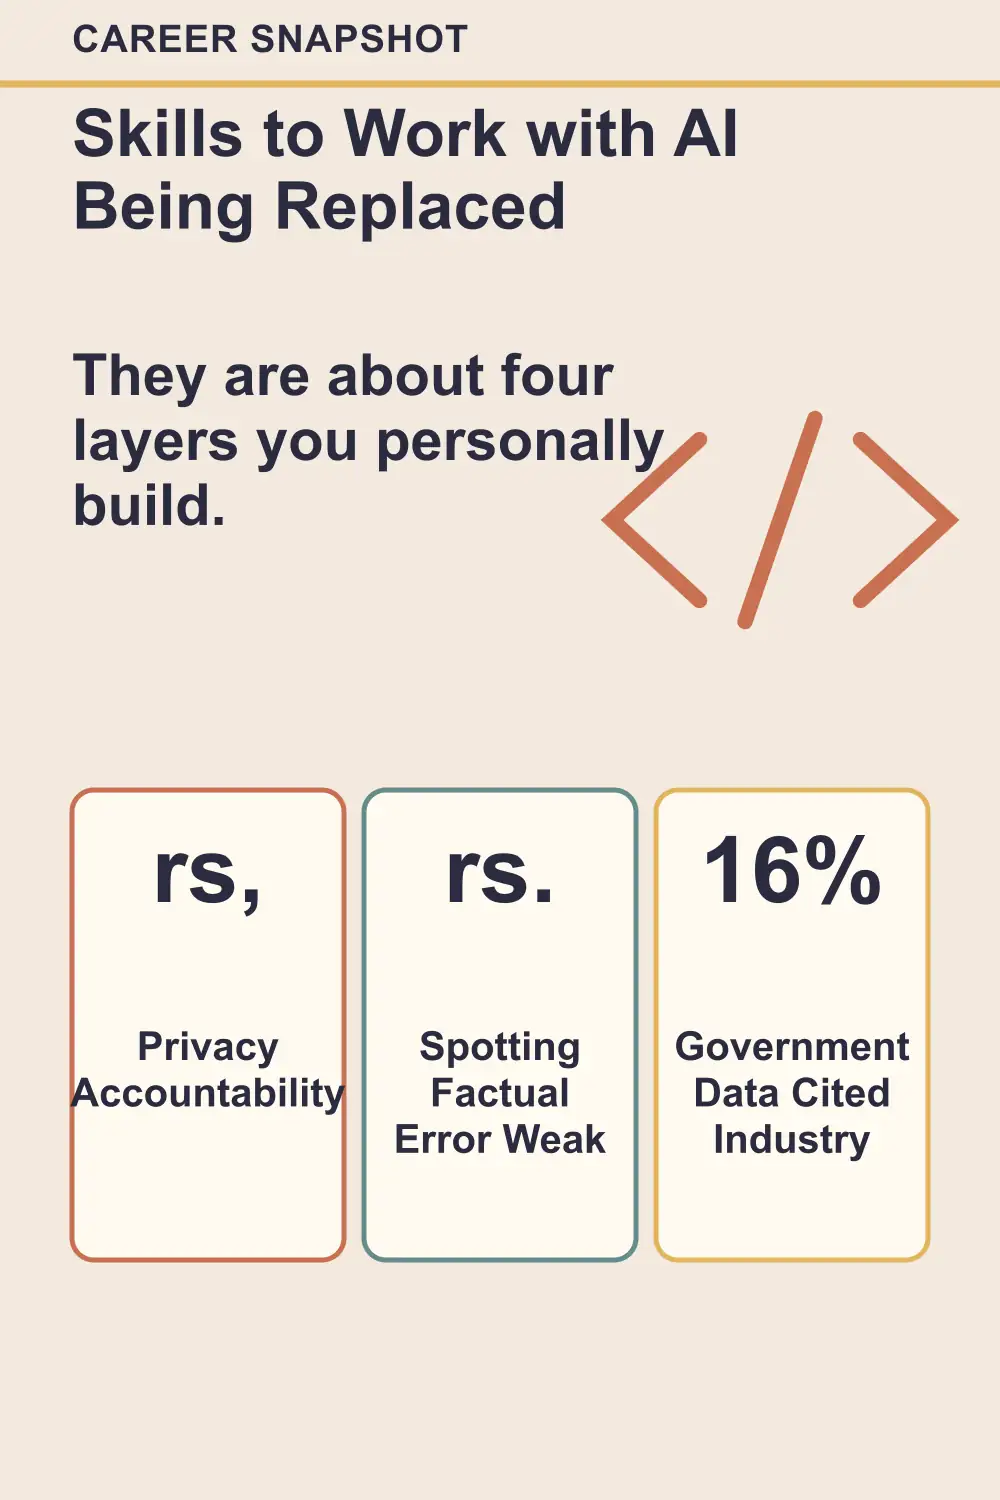 CAREER SNAPSHOT
Skills to Work with AI
Being Replaced
They are about four
layers you personally
build.
rs,
Privacy
Accountability
rs.
Spotting
Factual
Error Weak
16%
Government
Data Cited
Industry